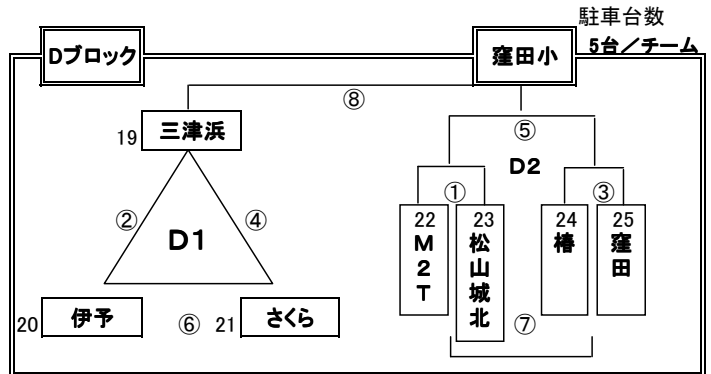 駐車台数
Dブロック
窪田小
5台／チーム
⑧
19 三津浜
⑤
D2
② ④
D1
① ③
22 M2T
23 松山城北
24 椿
25 窪田
20 伊予
⑥
21 さくら
⑦